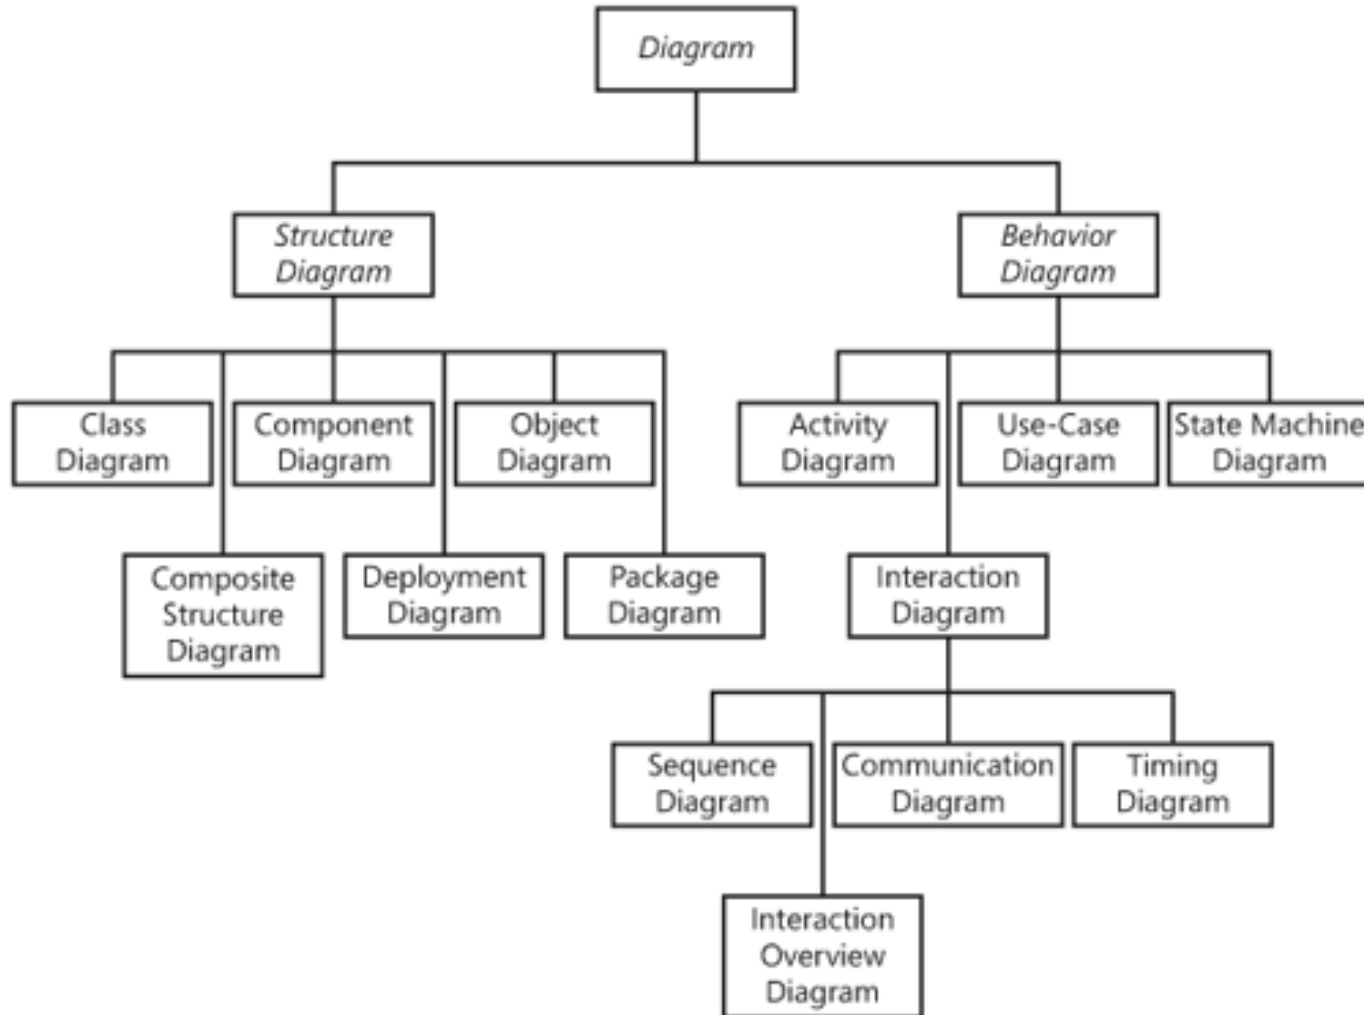 Diagram
Structure
Diagram
Behavior
Diagram
Class
Diagram
Component
Diagram
Object
Diagram
Activity
Diagram
Use-Case
Diagram
State Machine
Diagram
Composite
Structure
Diagram
Deployment
Diagram
Package
Diagram
Interaction
Diagram
Sequence
Diagram
Communication
Diagram
Timing
Diagram
Interaction
Overview
Diagram